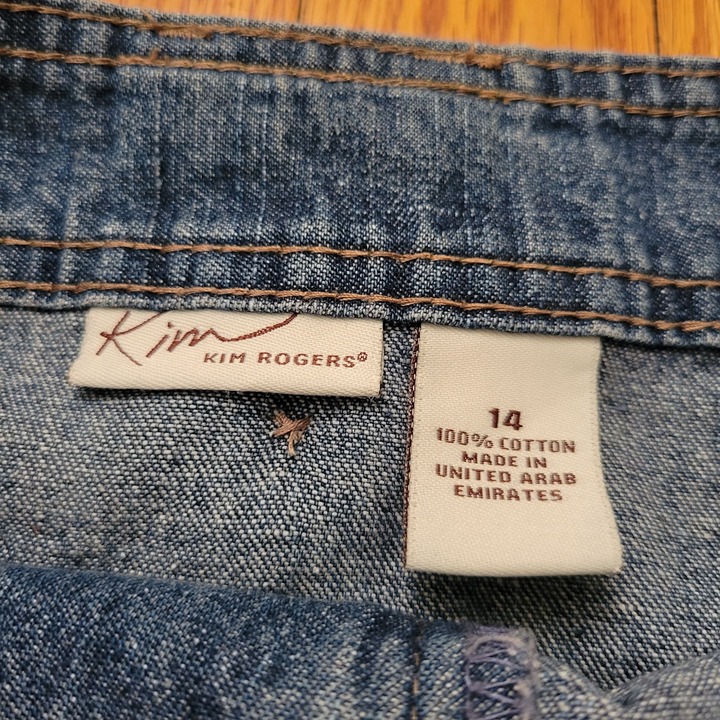 Kim
KIM ROGERS®
14
100% COTTON
MADE IN
UNITED ARAB
EMIRATES